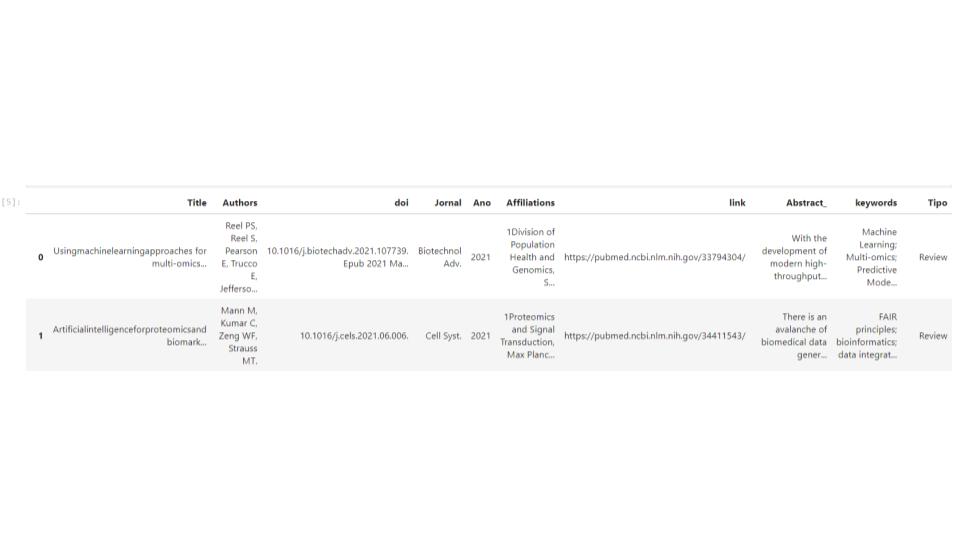 [5]:
Title Authors doi Jornal Ano Affiliations link Abstract_ keywords Tipo
0
Usingmachinelearningapproaches for
multi-omics...
Reel PS,
Reel S,
Pearson
E, Trucco
E,
Jefferso...
10.1016/j.biotechadv.2021.107739.
Epub 2021 Ma...
Biotechnol
Adv.
2021
1Division of
Population
Health and
Genomics,
S...
https://pubmed.ncbi.nlm.nih.gov/33794304/
With the
development of
modern high-
throughput...
Machine
Learning;
Multi-omics;
Predictive
Mode...
Review
1
Artificialintelligenceforproteomicsand
biomark...
Mann M,
Kumar C,
Zeng WF,
Strauss
MT.
10.1016/j.cels.2021.06.006.
Cell Syst.
2021
1Proteomics
and Signal
Transduction,
Max Planc...
https://pubmed.ncbi.nlm.nih.gov/34411543/
There is an
avalanche of
biomedical data
gener...
FAIR
principles;
bioinformatics;
data integrat...
Review